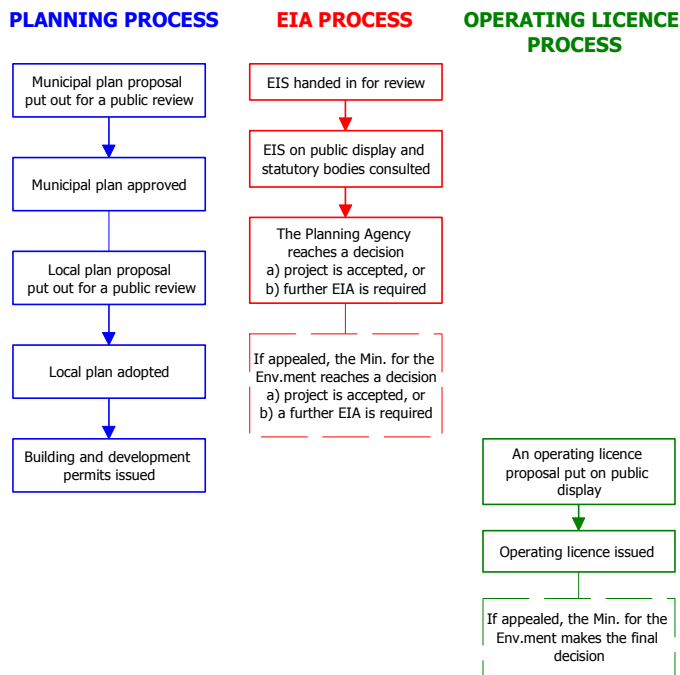 PLANNING PROCESS
Municipal plan proposal
put out for a public review
Municipal plan approved
Local plan proposal
put out for a public review
Local plan adopted
Building and development
permits issued
EIA PROCESS
EIS handed in for review
EIS on public display and
statutory bodies consulted
The Planning Agency
reaches a decision
a) project is accepted, or
b) further EIA is required
If appealed, the Min. for the
Env.ment reaches a decision
a) project is accepted, or
b) a further EIA is required
OPERATING LICENCE
PROCESS
An operating licence
proposal put on public
display
Operating licence issued
If appealed, the Min. for the
Env.ment makes the final
decision